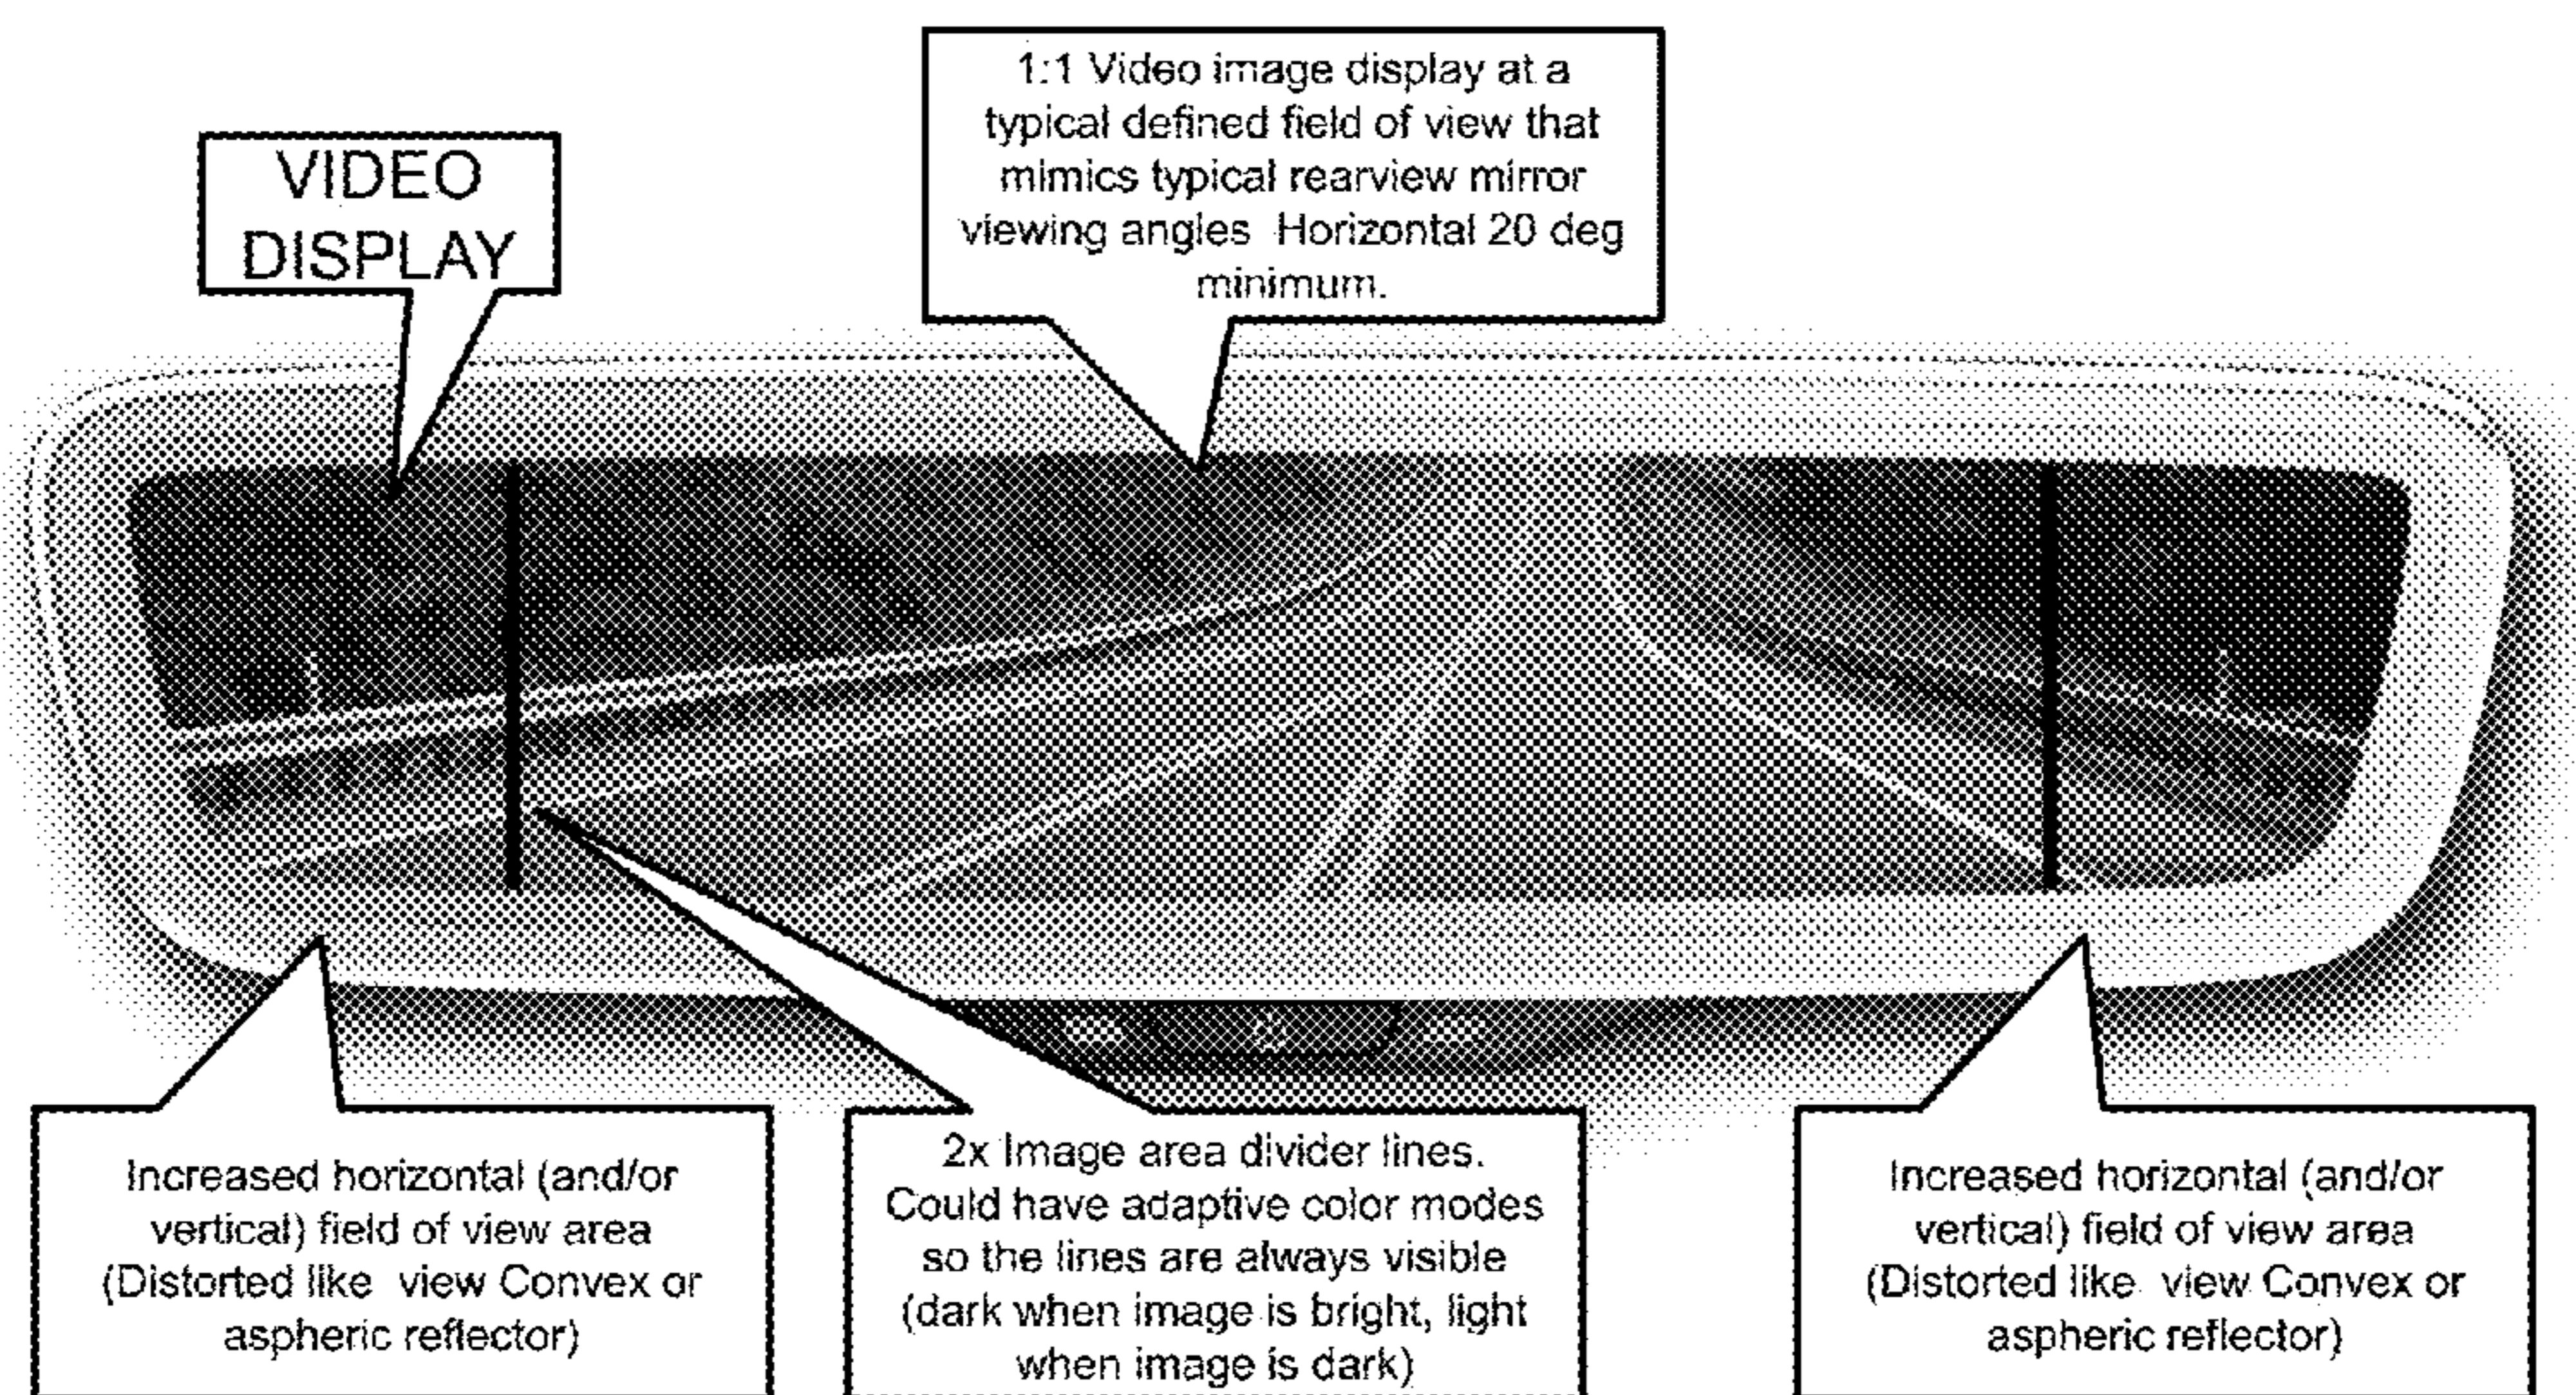 VIDEO
DISPLAY
1:1 Video image display at a
typical defined field of view that
mimics typical rearview mirror
viewing angles Horizontal 20 deg
minimum.
Increased horizontal (and/or
vertical) field of view area
(Distorted like view Convex or
aspheric reflector)
2x Image area divider lines.
Could have adaptive color modes
so the lines are always visible
(dark when image is bright, light
when image is dark)
Increased horizontal (and/or
vertical) field of view area
(Distorted like view Convex or
aspheric reflector)